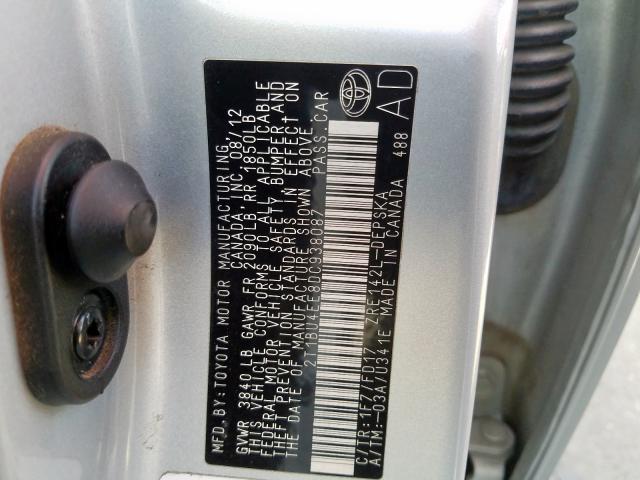 MFD. BY: TOYOTA MOTOR MANUFACTURING
CANADA, INC. 08/12
GVWR 3840 LB GAWR FR 2090LB, RR 1850LB
THIS VEHICLE CONFORMS TO ALL APPLICABLE
FEDERAL MOTOR VEHICLE SAFETY, BUMPER, AND
THEFT PREVENTION STANDARDS IN EFFECT ON
THE DATE OF MANUFACTURE SHOWN ABOVE.
2T1BU4EE8DC938087 PASS. CAR
C/TR: 1F7/FD17 ZRE142L-DEPSKA
A/TM: -03A/U341E MADE IN CANADA 488
AD